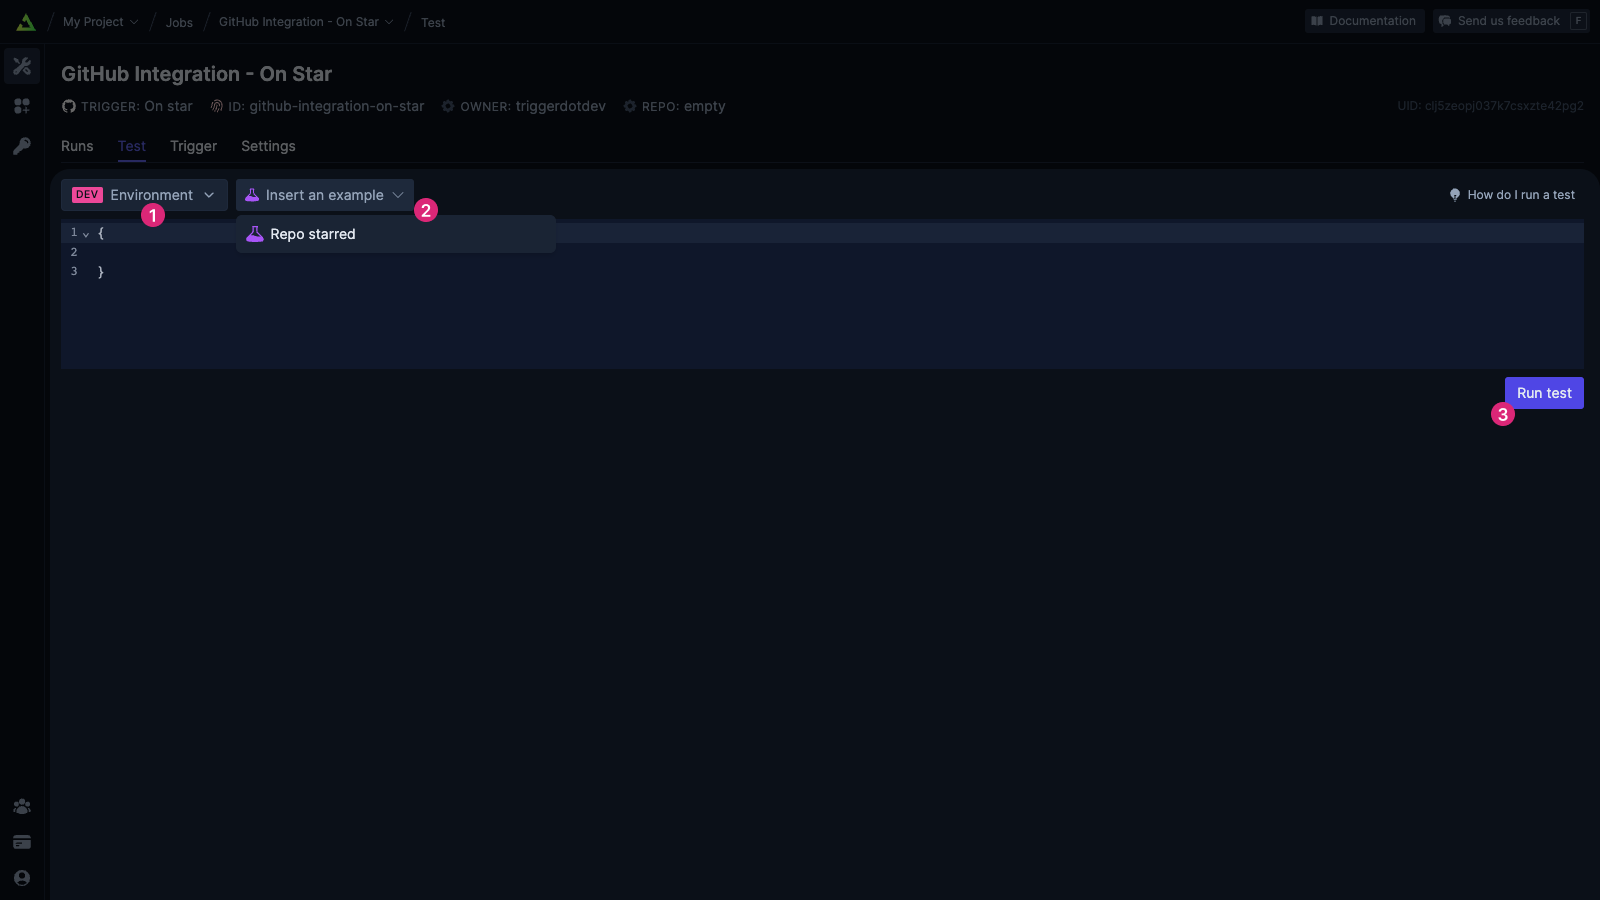 My Project / Jobs / GitHub Integration - On Star / Test
Documentation
Send us feedback F
GitHub Integration - On Star
TRIGGER: On star ID: github-integration-on-star OWNER: triggerdotdev REPO: empty
UID: clj5zeopj037k7csxzte42pg2
Runs Test Trigger Settings
DEV Environment
Insert an example
How do I run a test
1
2
Repo starred
1 {
2
3 }
Run test
3